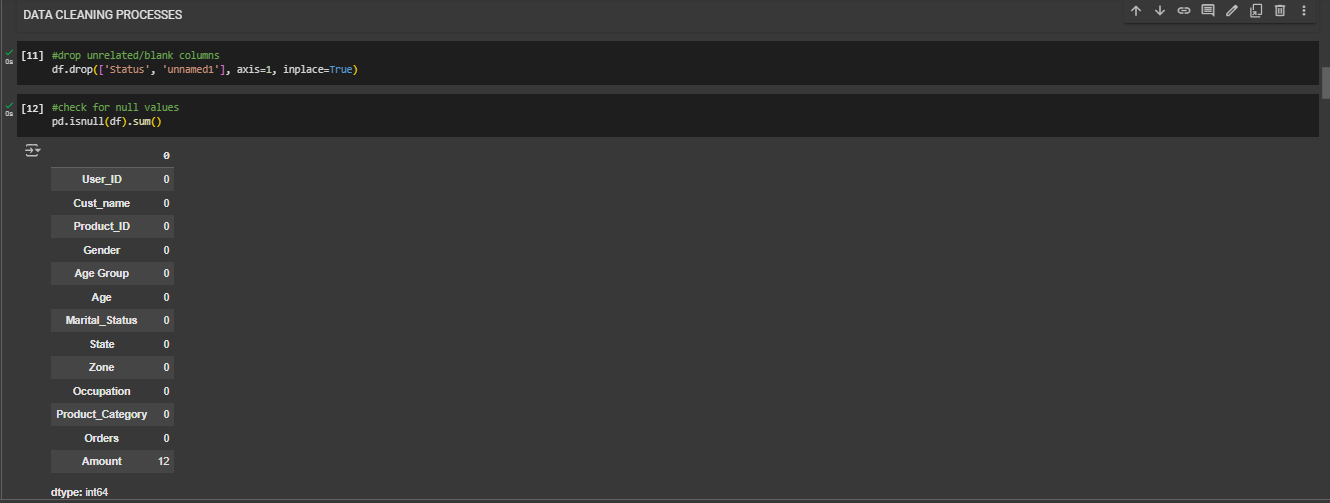 DATA CLEANING PROCESSES
[11] #drop unrelated/blank columns
0s
df.drop(['Status', 'unnamed1'], axis=1, inplace=True)
[12] #check for null values
0s
pd.isnull(df).sum()
0
User_ID 0
Cust_name 0
Product_ID 0
Gender 0
Age Group 0
Age 0
Marital_Status 0
State 0
Zone 0
Occupation 0
Product_Category 0
Orders 0
Amount 12
dtype: int64